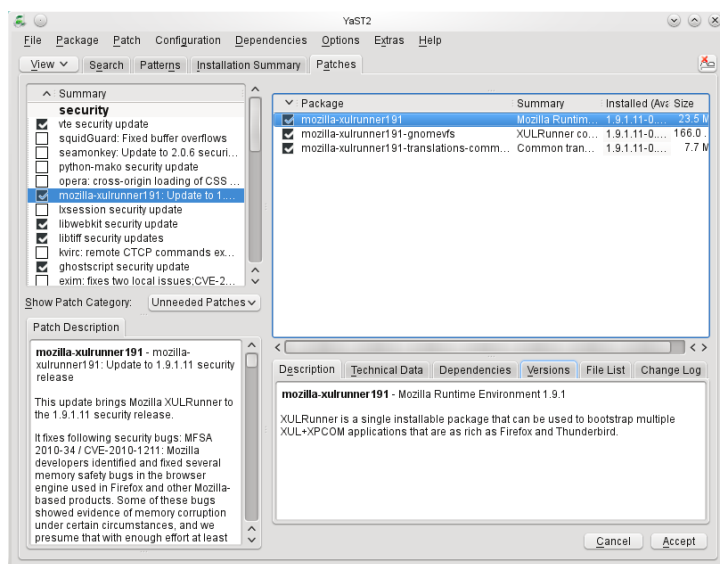 YaST2
File Package Patch Configuration Dependencies Options Extras Help
View Search Patterns Installation Summary Patches
Summary
security
vte security update
squidGuard: Fixed buffer overflows
seamonkey: Update to 2.0.6 securi...
python-mako security update
opera: cross-origin loading of CSS ...
mozilla-xulrunner191: Update to 1....
lxsession security update
libwebkit security update
libtiff security updates
kvirc: remote CTCP commands ex...
ghostscript security update
exim: fixes two local issues;CVE-2...
Show Patch Category: Unneeded Patches
Patch Description
mozilla-xulrunner191 - mozilla-
xulrunner191: Update to 1.9.1.11 security
release
This update brings Mozilla XULRunner to
the 1.9.1.11 security release.
It fixes following security bugs: MFSA
2010-34 / CVE-2010-1211: Mozilla
developers identified and fixed several
memory safety bugs in the browser
engine used in Firefox and other Mozilla-
based products. Some of these bugs
showed evidence of memory corruption
under certain circumstances, and we
presume that with enough effort at least
Package Summary Installed (Ava Size
mozilla-xulrunner191 Mozilla Runtim... 1.9.1.11-0.... 23.5 M
mozilla-xulrunner191-gnomevfs XULRunner co... 1.9.1.11-0.... 166.0 .
mozilla-xulrunner191-translations-comm... Common tran... 1.9.1.11-0.... 7.7 M
Description Technical Data Dependencies Versions File List Change Log
mozilla-xulrunner191 - Mozilla Runtime Environment 1.9.1
XULRunner is a single installable package that can be used to bootstrap multiple
XUL+XPCOM applications that are as rich as Firefox and Thunderbird.
Cancel Accept